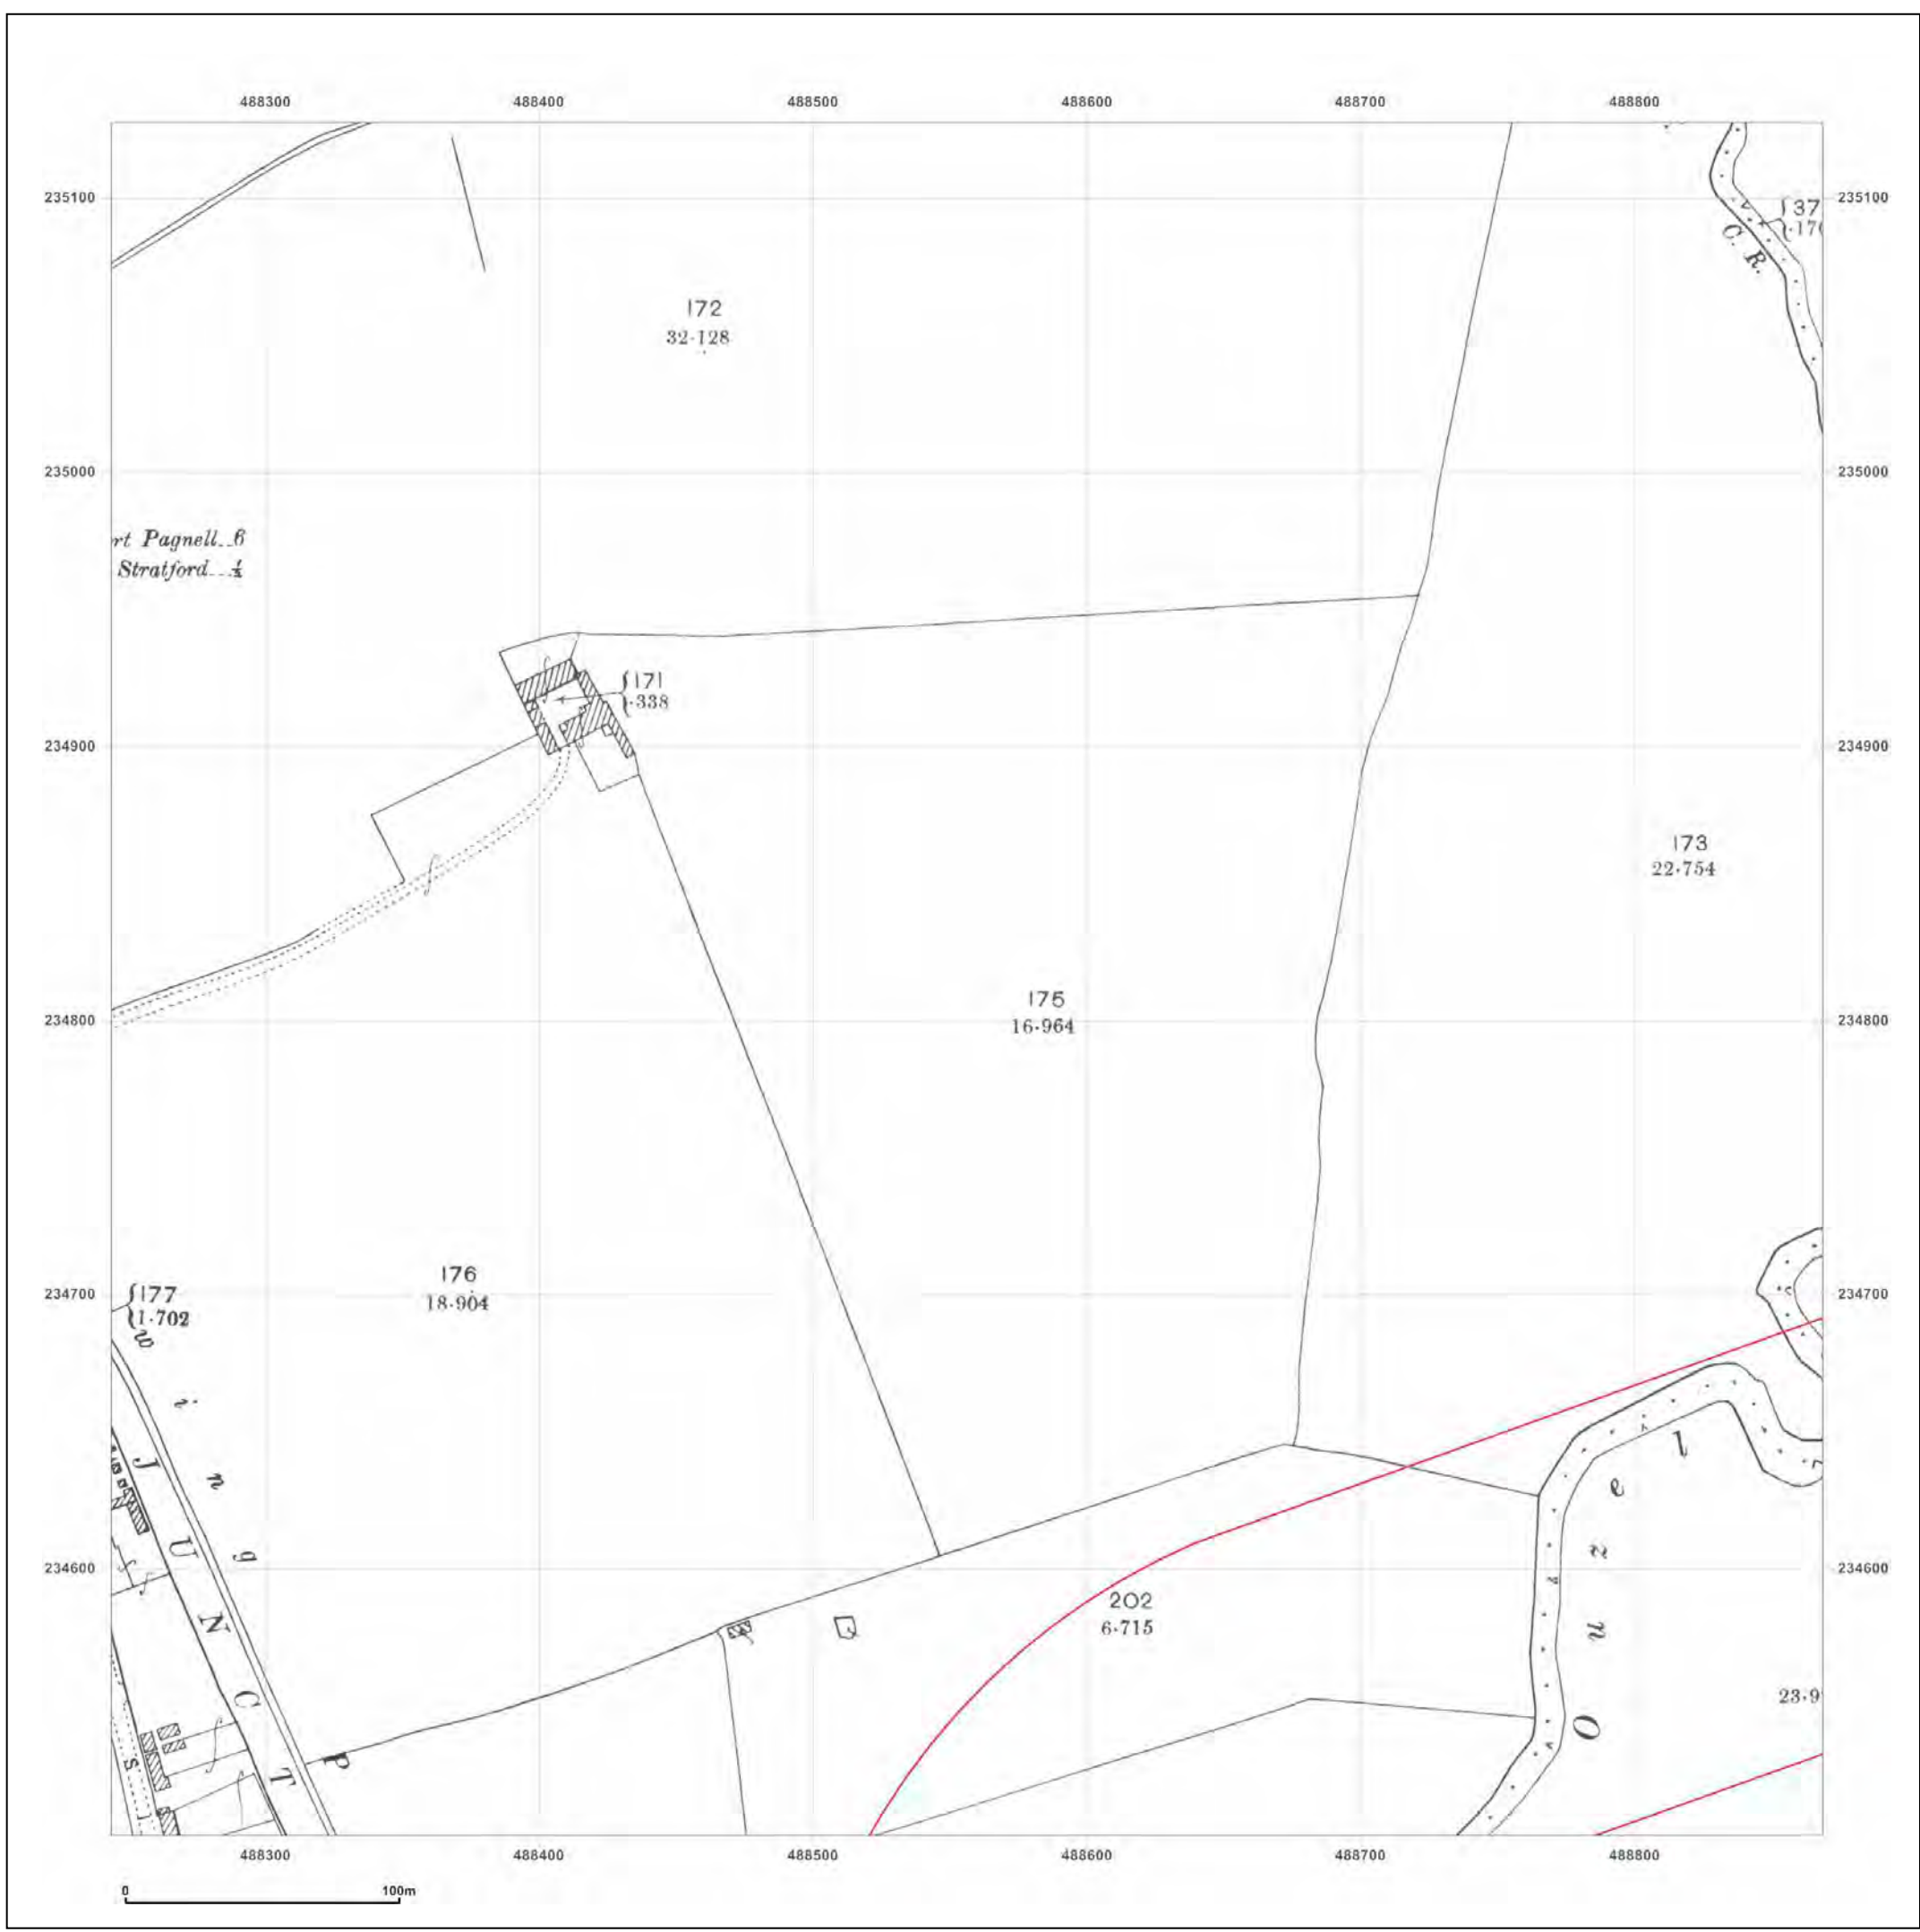 488300 488400 488500 488600 488700 488800
235100 235100
37
C. R.
172
32·128
235000 235000
rt Pagnell 6
Stratford ½
171
·338
234900 234900
173
22·754
175
16·964
234800 234800
176
18·904
177
1·702
234700 234700
w i n g
J U N C T
P
O u z e l
234600 234600
202
6·715
23·9
S
488300 488400 488500 488600 488700 488800
0 100m